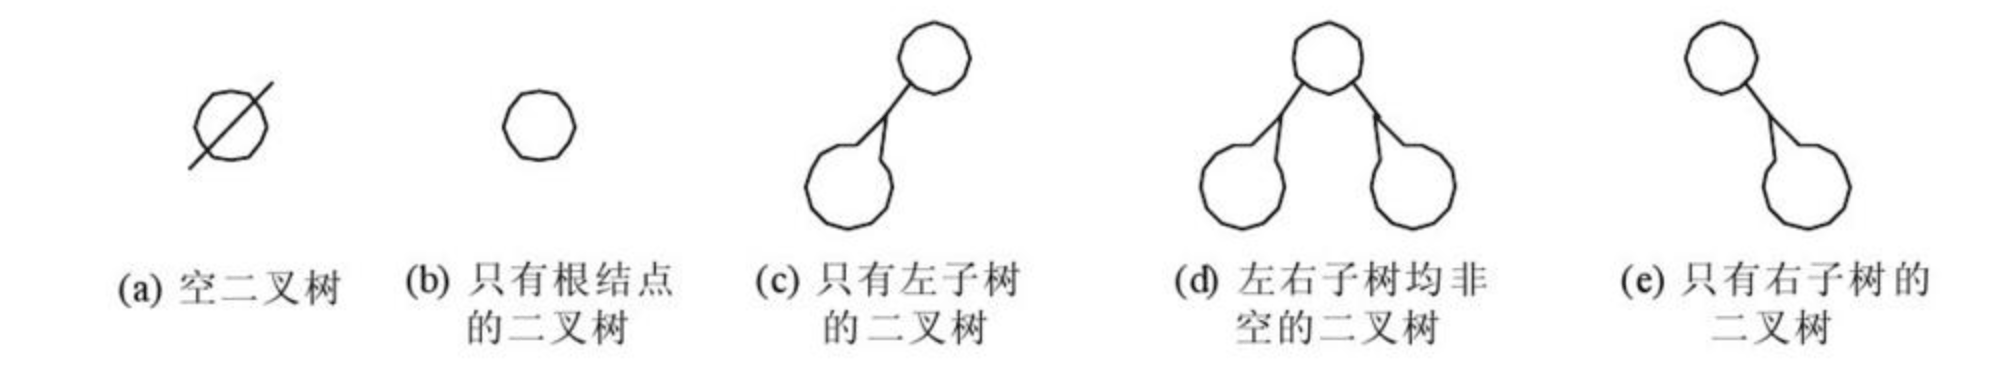 (a) 空二叉树
(b) 只有根结点
的二叉树
(c) 只有左子树
的二叉树
(d) 左右子树均非
空的二叉树
(e) 只有右子树的
二叉树